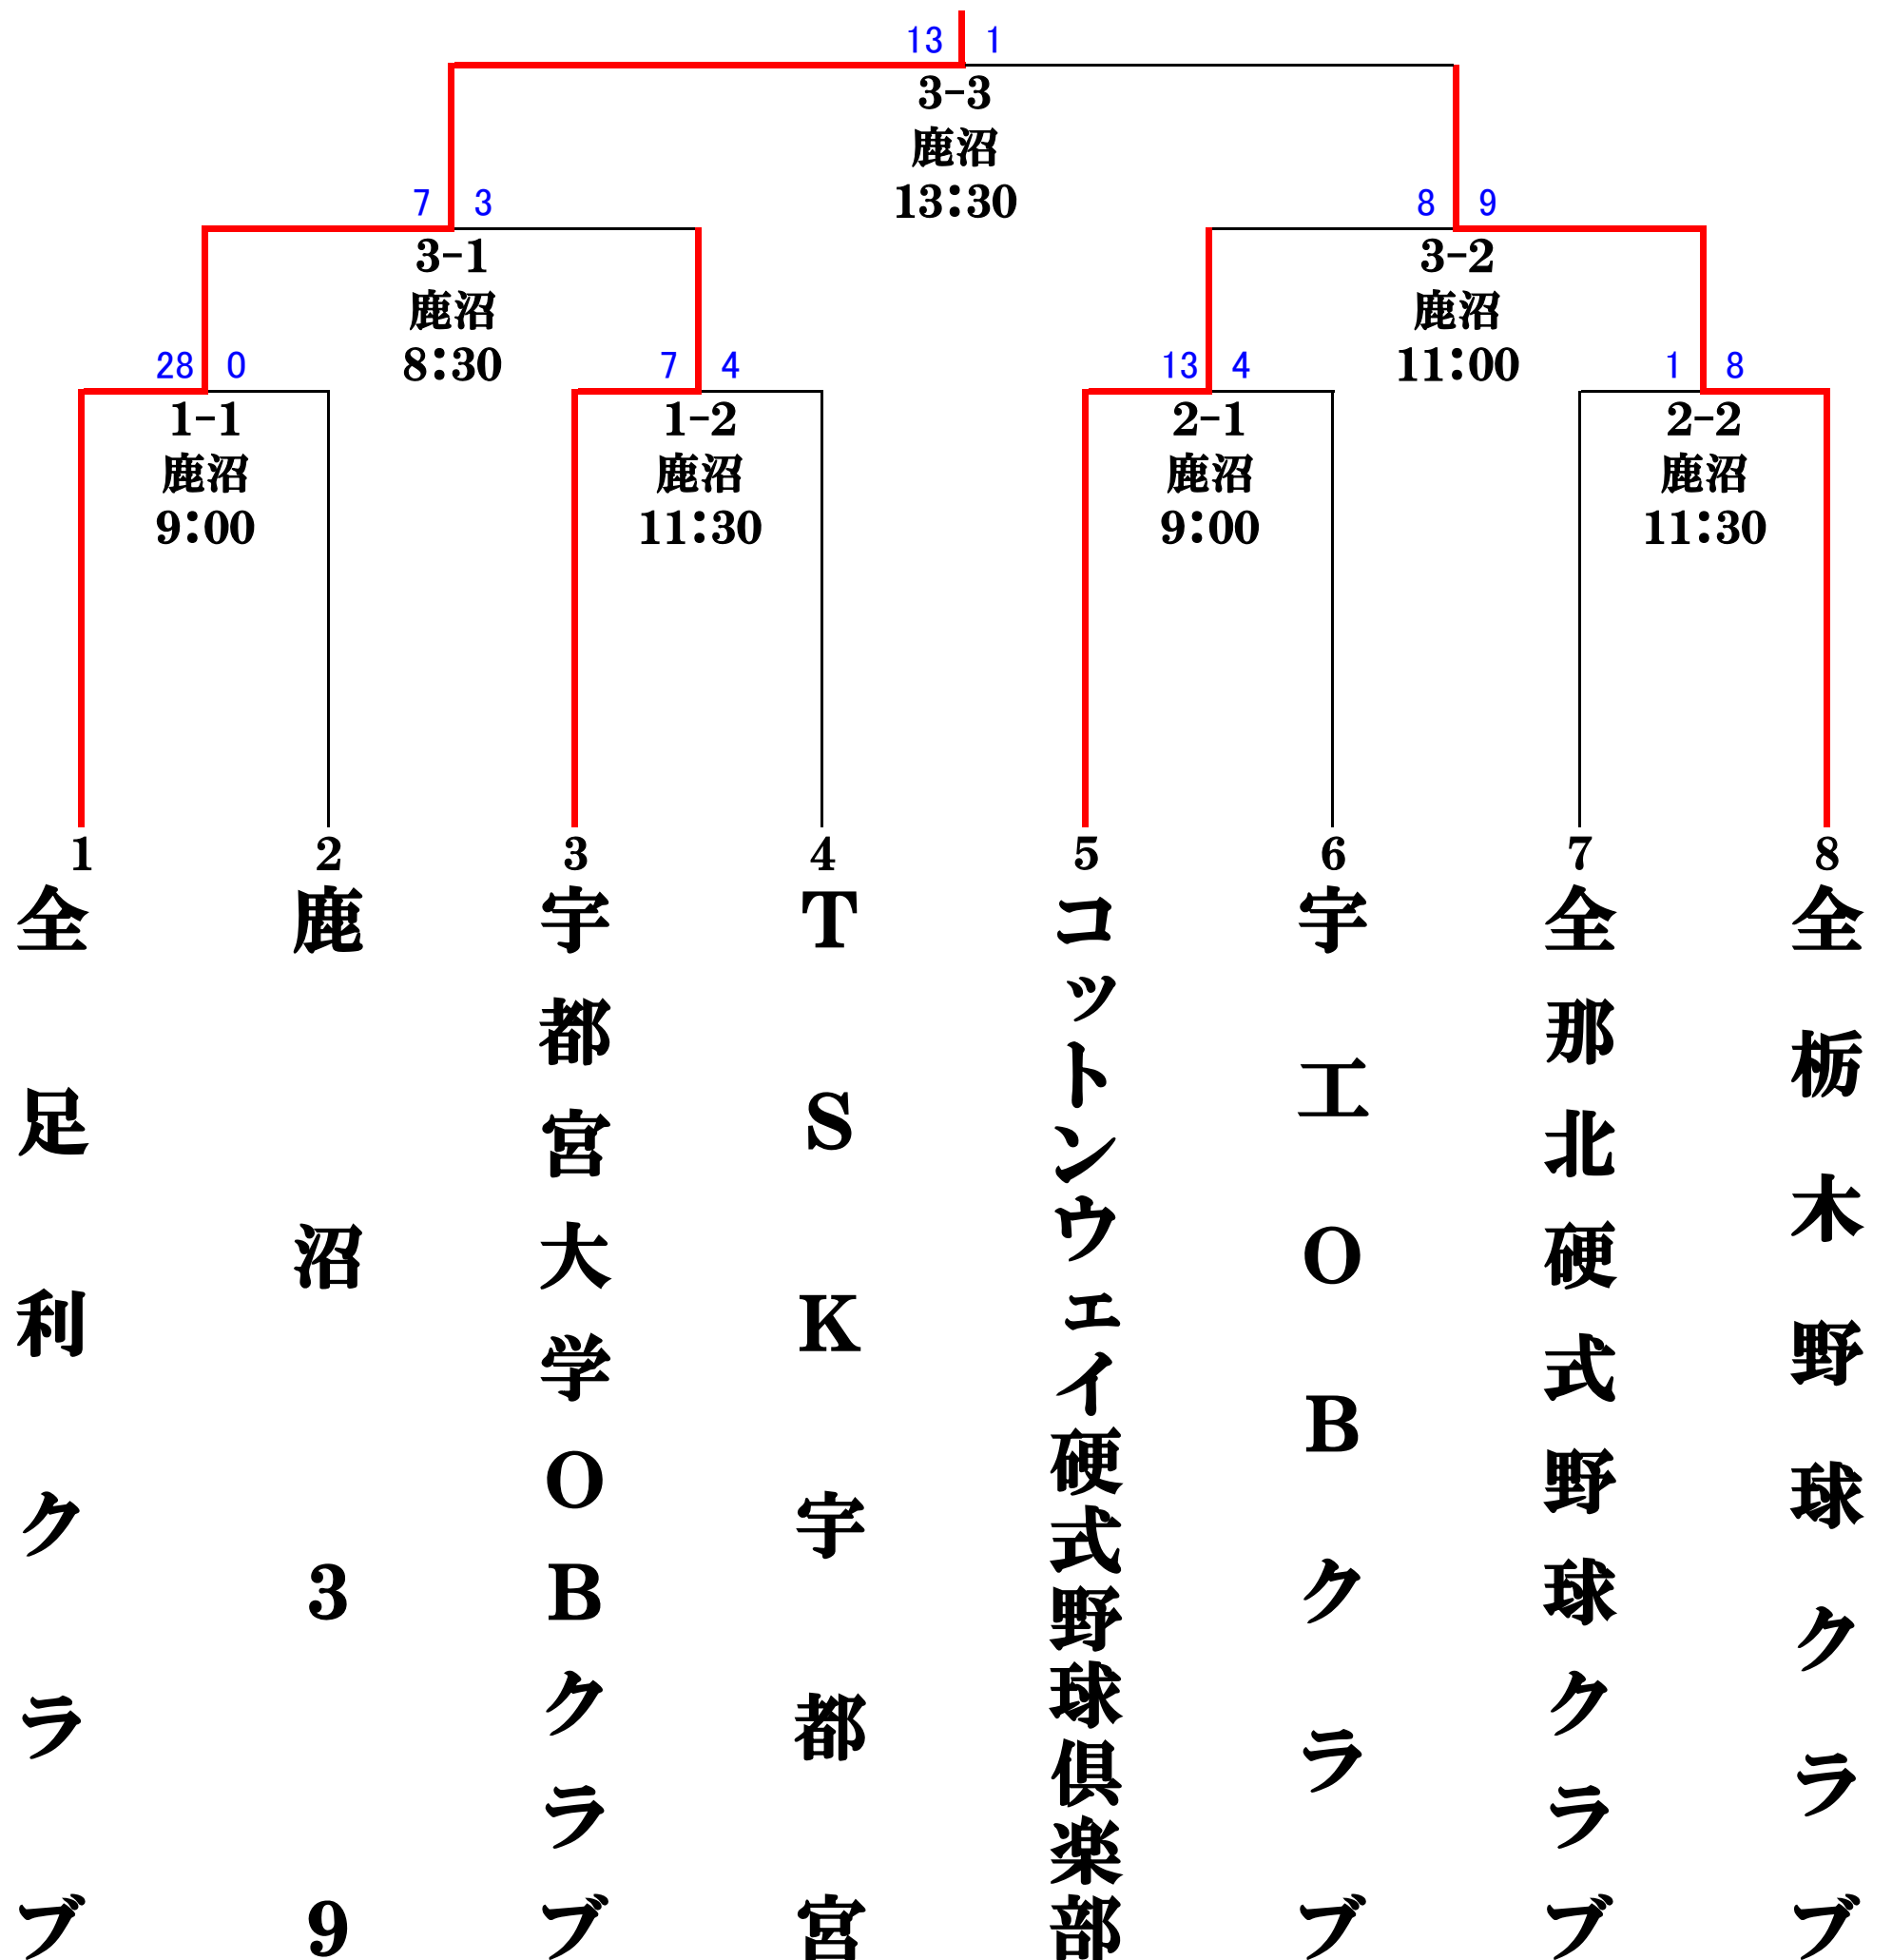 13 1
3-3
鹿沼
13:30
7 3
8 9
3-1
鹿沼
8:30
3-2
鹿沼
11:00
28 0
7 4
13 4
1 8
1-1
鹿沼
9:00
1-2
鹿沼
11:30
2-1
鹿沼
9:00
2-2
鹿沼
11:30
1
全足利クラブ
2
鹿沼39
3
宇都宮大学OBクラブ
4
TSK宇都宮
5
コットンウェイ硬式野球倶楽部
6
宇工OBクラブ
7
全那北硬式野球クラブ
8
全栃木野球クラブ